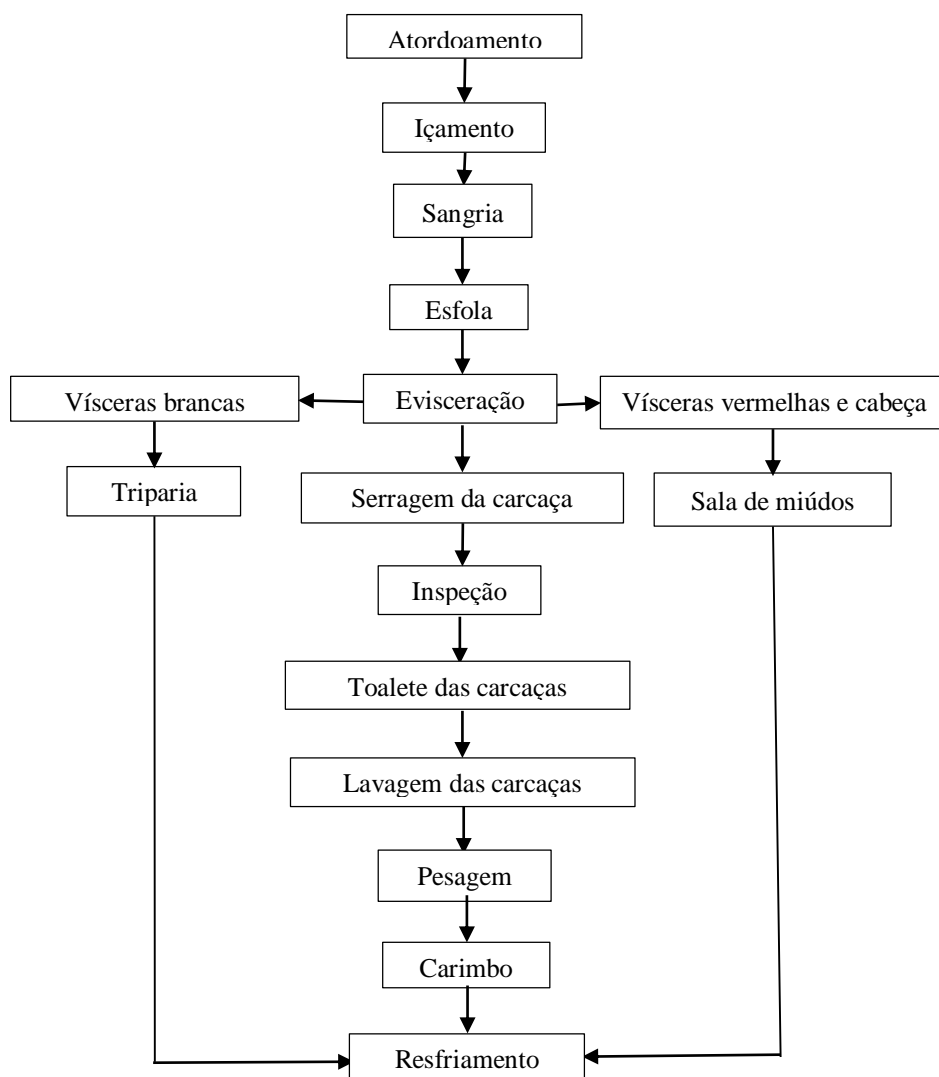 Atordoamento
Içamento
Sangria
Esfola
Vísceras brancas
Evisceração
Vísceras vermelhas e cabeça
Triparia
Serragem da carcaça
Sala de miúdos
Inspeção
Toalete das carcaças
Lavagem das carcaças
Pesagem
Carimbo
Resfriamento